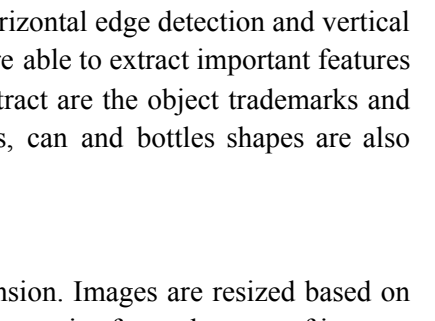 rizontal edge detection and vertical
re able to extract important features
tract are the object trademarks and
s, can and bottles shapes are also
nsion. Images are resized based on